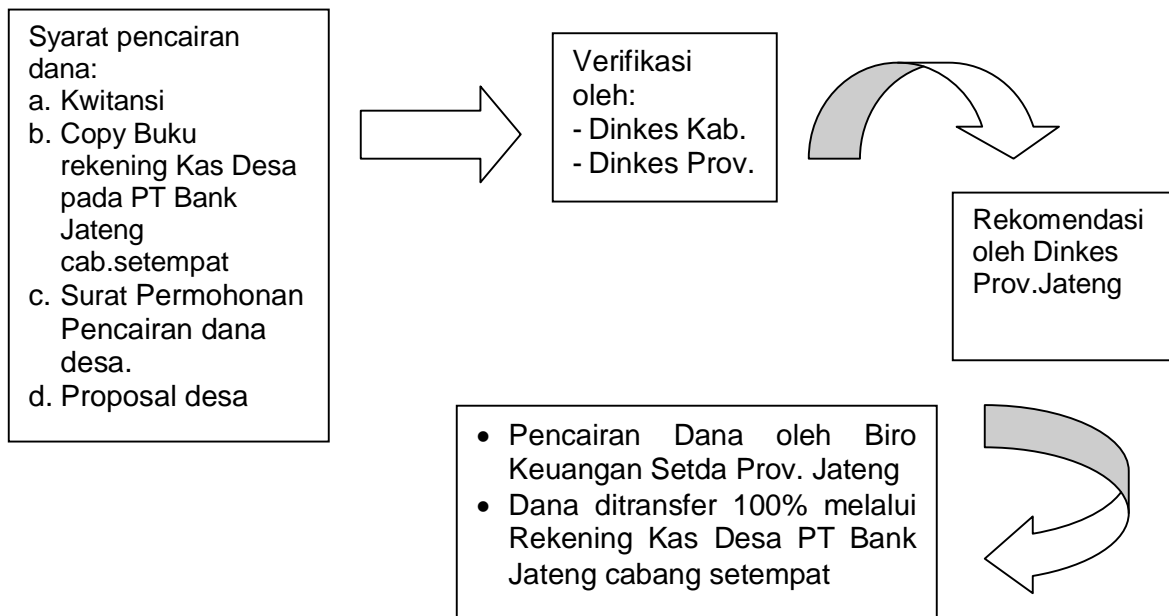 Syarat pencairan
dana:
a. Kwitansi
b. Copy Buku
rekening Kas Desa
pada PT Bank
Jateng
cab.setempat
c. Surat Permohonan
Pencairan dana
desa.
d. Proposal desa
Verifikasi
oleh:
- Dinkes Kab.
- Dinkes Prov.
Rekomendasi
oleh Dinkes
Prov.Jateng
• Pencairan Dana oleh Biro
Keuangan Setda Prov. Jateng
• Dana ditransfer 100% melalui
Rekening Kas Desa PT Bank
Jateng cabang setempat